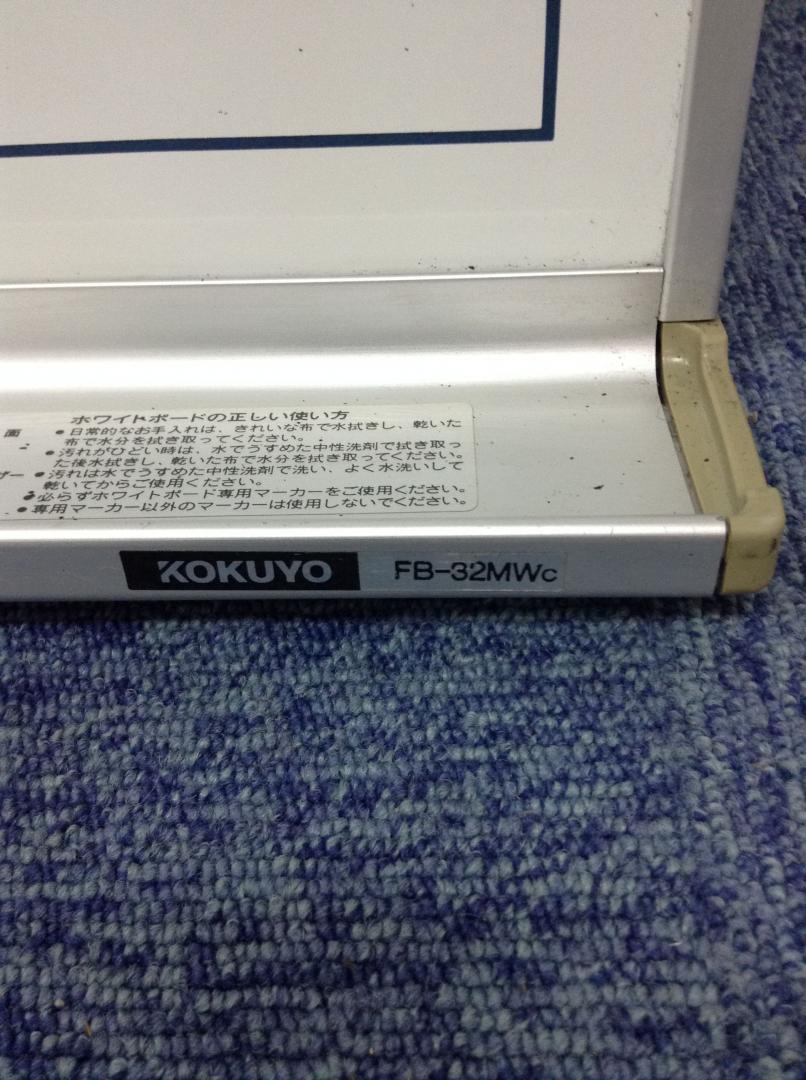 ホワイトボードの正しい使い方
面 ●日常的なお手入れは、きれいな布で水拭きし、乾いた
布で水分を拭き取ってください。
●汚れがひどい時は、水でうすめた中性洗剤で拭き取っ
た後水拭きし、乾いた布で水分を拭き取ってください。
ザー ●汚れは水でうすめた中性洗剤で洗い、よく水洗いして
乾いてからご使用ください。
●必らずホワイトボード専用マーカーをご使用ください。
●専用マーカー以外のマーカーは使用しないでください。
KOKUYO FB-32MWc